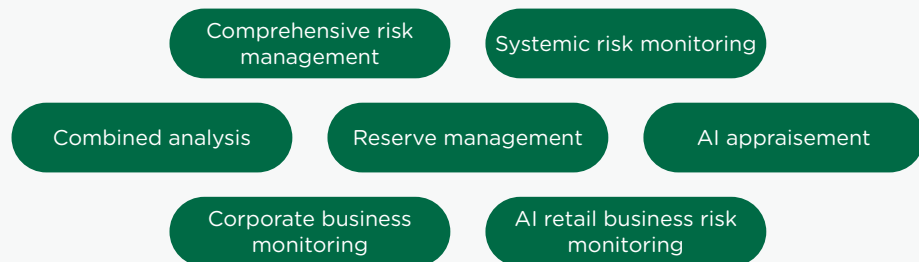 Comprehensive risk
management
Systemic risk monitoring
Combined analysis
Reserve management
AI appraisement
Corporate business
monitoring
AI retail business risk
monitoring